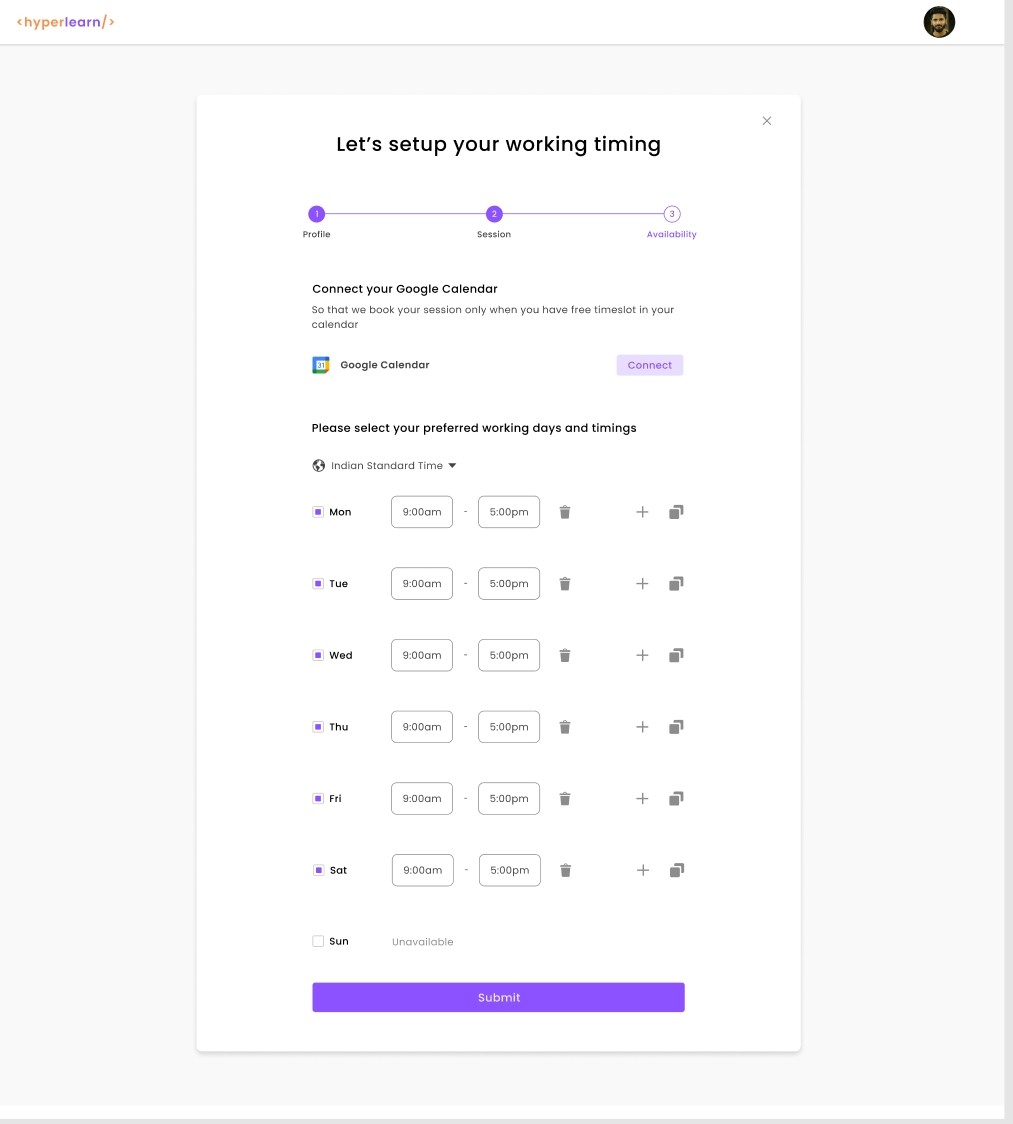 <hyperlearn/>
Let’s setup your working timing
1 2 3
Profile Session Availability
Connect your Google Calendar
So that we book your session only when you have free timeslot in your
calendar
31 Google Calendar Connect
Please select your preferred working days and timings
Indian Standard Time
Mon 9:00am - 5:00pm
Tue 9:00am - 5:00pm
Wed 9:00am - 5:00pm
Thu 9:00am - 5:00pm
Fri 9:00am - 5:00pm
Sat 9:00am - 5:00pm
Sun Unavailable
Submit